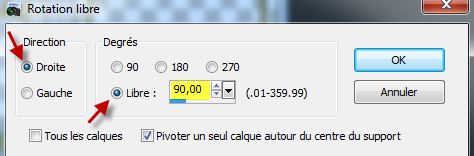 Rotation libre
Direction
Degrés
Droite
90 180 270
OK
Gauche
Libre : 90,00 (.01-359.99)
Annuler
Tous les calques
Pivoter un seul calque autour du centre du support